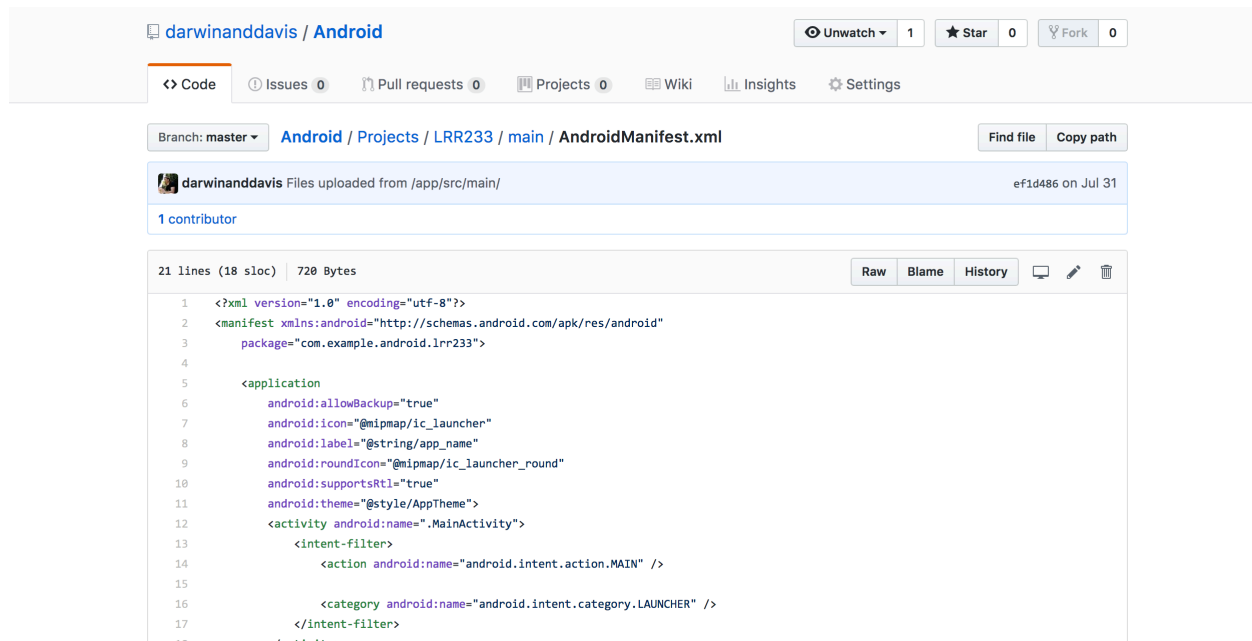 darwinanddavis / Android
Unwatch 1 Star 0 Fork 0
Code Issues 0 Pull requests 0 Projects 0 Wiki Insights Settings
Branch: master Android / Projects / LRR233 / main / AndroidManifest.xml Find file Copy path
darwinanddavis Files uploaded from /app/src/main/ ef1d486 on Jul 31
1 contributor
21 lines (18 sloc) 720 Bytes Raw Blame History
1 <?xml version="1.0" encoding="utf-8"?>
2 <manifest xmlns:android="http://schemas.android.com/apk/res/android"
3 package="com.example.android.lrr233">
4
5 <application
6 android:allowBackup="true"
7 android:icon="@mipmap/ic_launcher"
8 android:label="@string/app_name"
9 android:roundIcon="@mipmap/ic_launcher_round"
10 android:supportsRtl="true"
11 android:theme="@style/AppTheme">
12 <activity android:name=".MainActivity">
13 <intent-filter>
14 <action android:name="android.intent.action.MAIN" />
15
16 <category android:name="android.intent.category.LAUNCHER" />
17 </intent-filter>